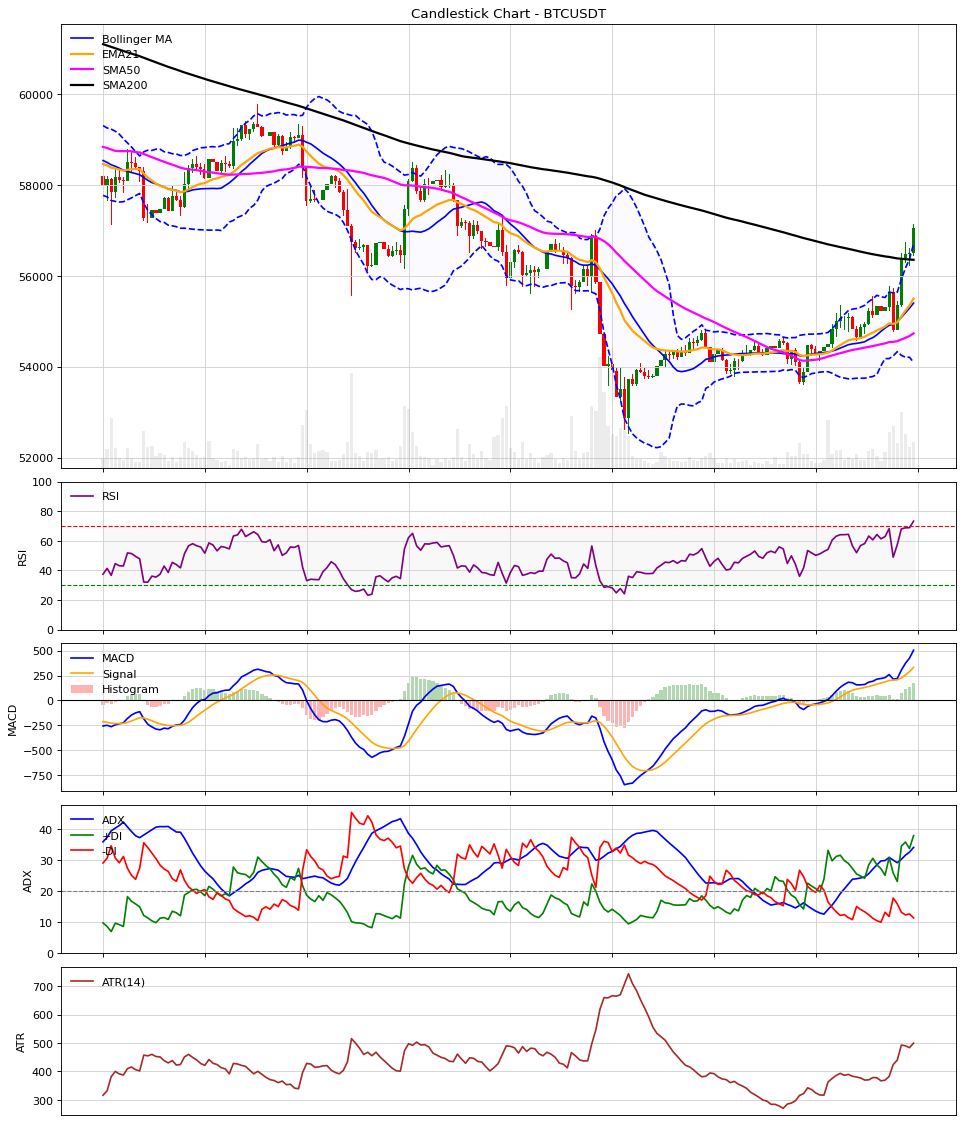 Candlestick Chart - BTCUSDT
Bollinger MA
EMA21
SMA50
SMA200
60000
58000
56000
54000
52000
RSI
100
80
60
40
20
0
RSI
MACD
Signal
Histogram
500
250
0
−250
−500
−750
MACD
ADX
+DI
-DI
40
30
20
10
0
ADX
ATR(14)
700
600
500
400
300
ATR